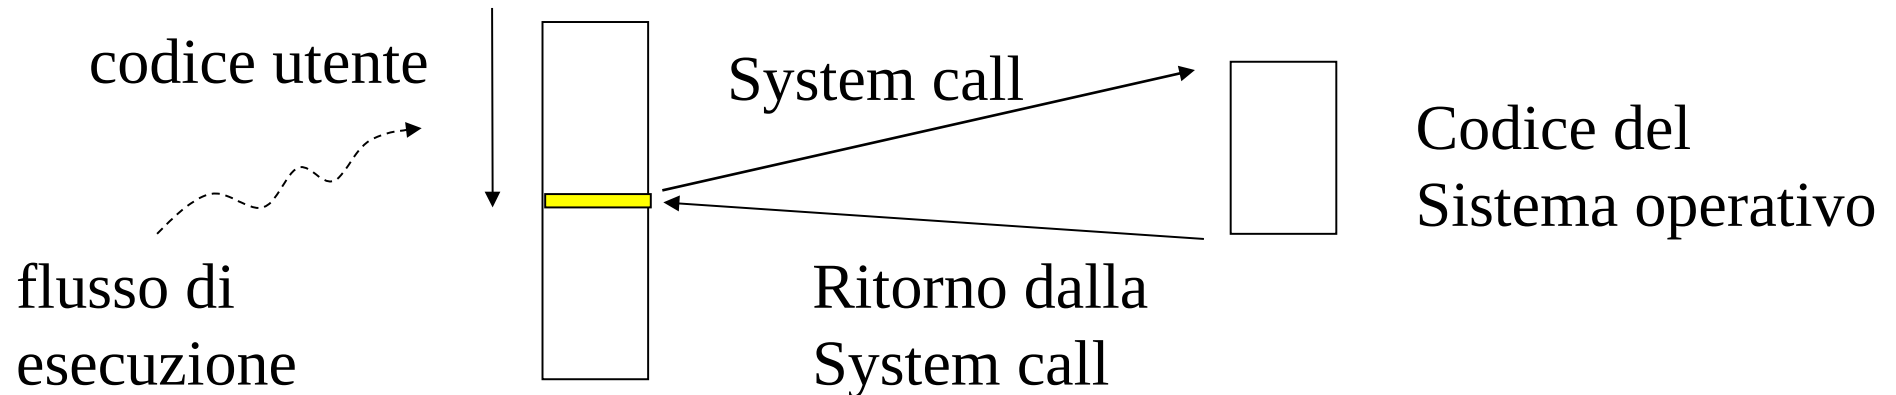 codice utente
System call
Codice del
Sistema operativo
flusso di
esecuzione
Ritorno dalla
System call